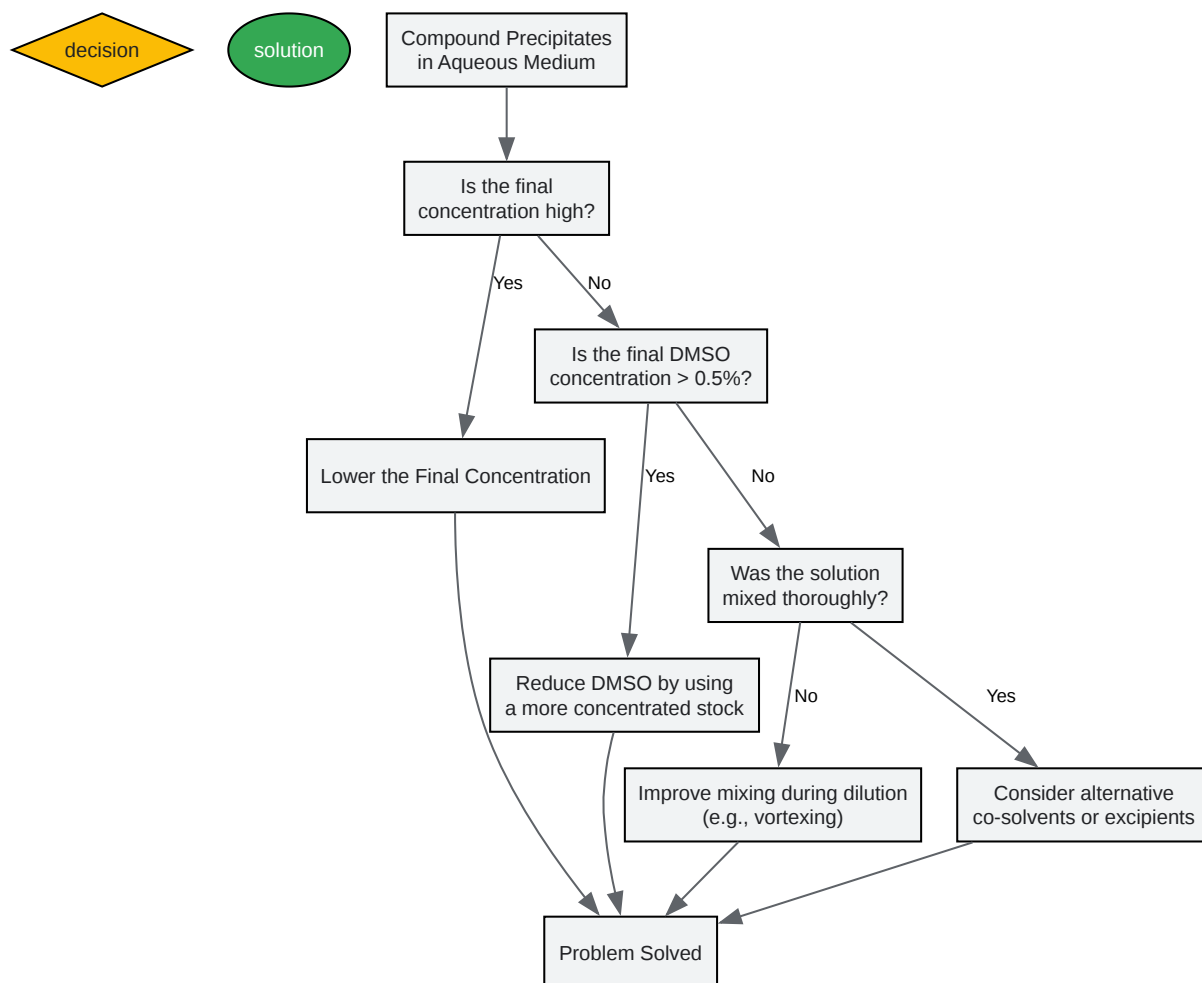 decision
solution
Compound Precipitates
in Aqueous Medium
Is the final
concentration high?
Yes
No
Is the final DMSO
concentration > 0.5%?
Lower the Final Concentration
Yes
No
Was the solution
mixed thoroughly?
Reduce DMSO by using
a more concentrated stock
No
Yes
Improve mixing during dilution
(e.g., vortexing)
Consider alternative
co-solvents or excipients
Problem Solved